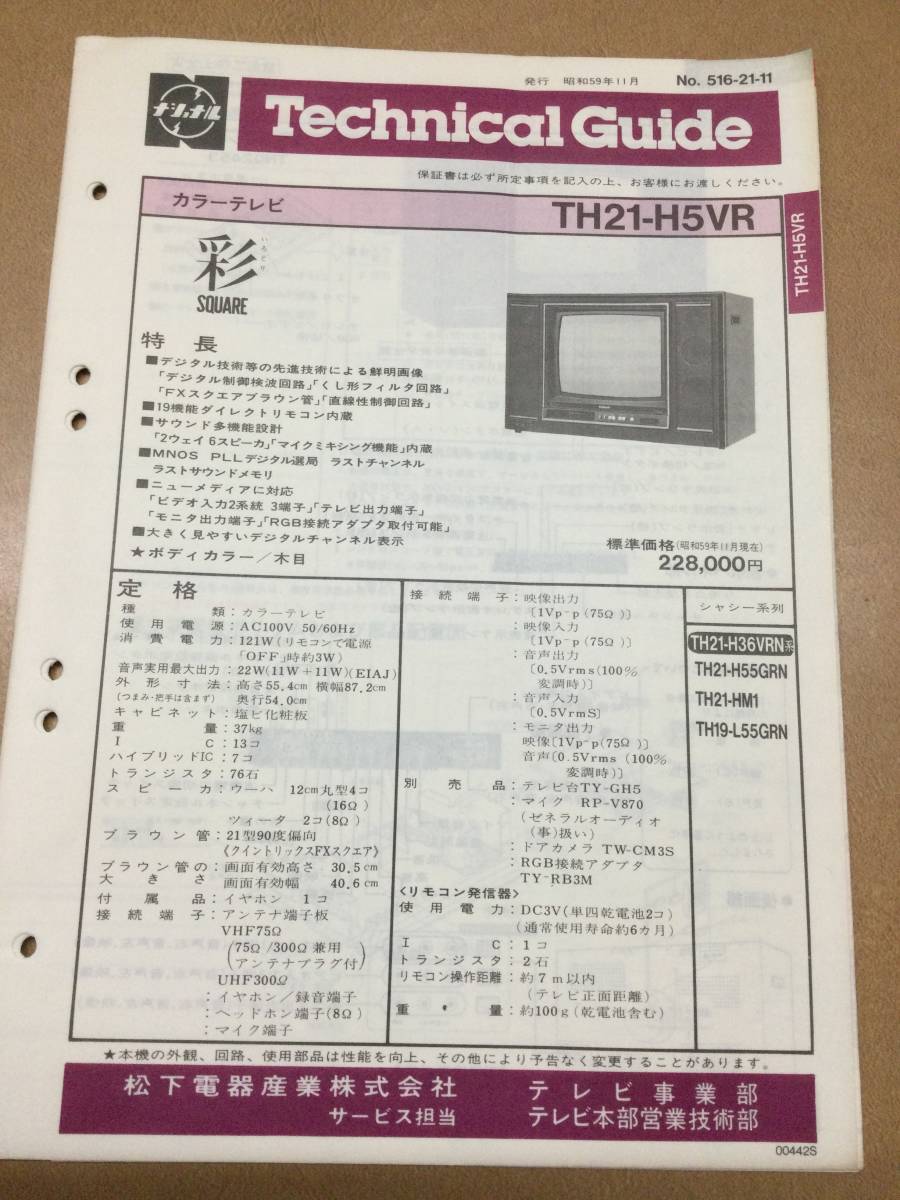 ナショナル
発行 昭和59年11月 No. 516-21-11
Technical Guide
保証書は必ず所定事項を記入の上、お客様にお渡しください。
カラーテレビ TH21-H5VR
TH21-H5VR
いろどり
彩
SQUARE
特長
■デジタル技術等の先進技術による鮮明画像
「デジタル制御検波回路」「くし形フィルタ回路」
「FXスクエアブラウン管」「直線性制御回路」
■19機能ダイレクトリモコン内蔵
■サウンド多機能設計
「2ウェイ6スピーカ」「マイクミキシング機能」内蔵
■MNOS PLLデジタル選局 ラストチャンネル
ラストサウンドメモリ
■ニューメディアに対応
「ビデオ入力2系統 3端子」「テレビ出力端子」
「モニタ出力端子」「RGB接続アダプタ取付可能」
■大きく見やすいデジタルチャンネル表示
★ボディカラー/木目
標準価格(昭和59年11月現在)
228,000円
定格
種類:カラーテレビ
使用電源:AC100V 50/60Hz
消費電力:121W(リモコンで電源
「OFF」時約3W)
音声実用最大出力:22W(11W+11W)(EIAJ)
外形寸法:高さ55.4cm 横幅87.2cm
(つまみ・把手は含まず) 奥行54.0cm
キャビネット:塩ビ化粧板
重量:37kg
IC:13コ
ハイブリッドIC:7コ
トランジスタ:76石
スピーカ:ウーハ 12cm丸型4コ
(16Ω)
ツィータ 2コ(8Ω)
ブラウン管:21型90度偏向
《クイントリックスFXスクエア》
ブラウン管の:画面有効高さ 30.5cm
大きさ 画面有効幅 40.6cm
付属品:イヤホン 1コ
接続端子:アンテナ端子板
VHF75Ω
(75Ω/300Ω兼用
アンテナプラグ付)
UHF300Ω
:イヤホン/録音端子
:ヘッドホン端子(8Ω)
:マイク端子
接続端子:映像出力
〔1Vp-p(75Ω)〕
:映像入力
〔1Vp-p(75Ω)〕
:音声出力
〔0.5Vrms(100%
変調時)〕
:音声入力
〔0.5VrmS〕
:モニタ出力
映像〔1Vp-p(75Ω)〕
音声〔0.5Vrms(100%
変調時)〕
別売品:テレビ台TY-GH5
:マイク RP-V870
(ゼネラルオーディオ
(事)扱い)
:ドアカメラ TW-CM3S
:RGB接続アダプタ
TY-RB3M
<リモコン発信器>
使用電力:DC3V(単四乾電池2コ)
(通常使用寿命約6カ月)
IC:1コ
トランジスタ:2石
リモコン操作距離:約7m以内
(テレビ正面距離)
重量:約100g(乾電池含む)
シャシー系列
TH21-H36VRN系
TH21-H55GRN
TH21-HM1
TH19-L55GRN
★本機の外観、回路、使用部品は性能を向上、その他により予告なく変更することがあります。
松下電器産業株式会社 テレビ事業部
サービス担当 テレビ本部営業技術部
00442S